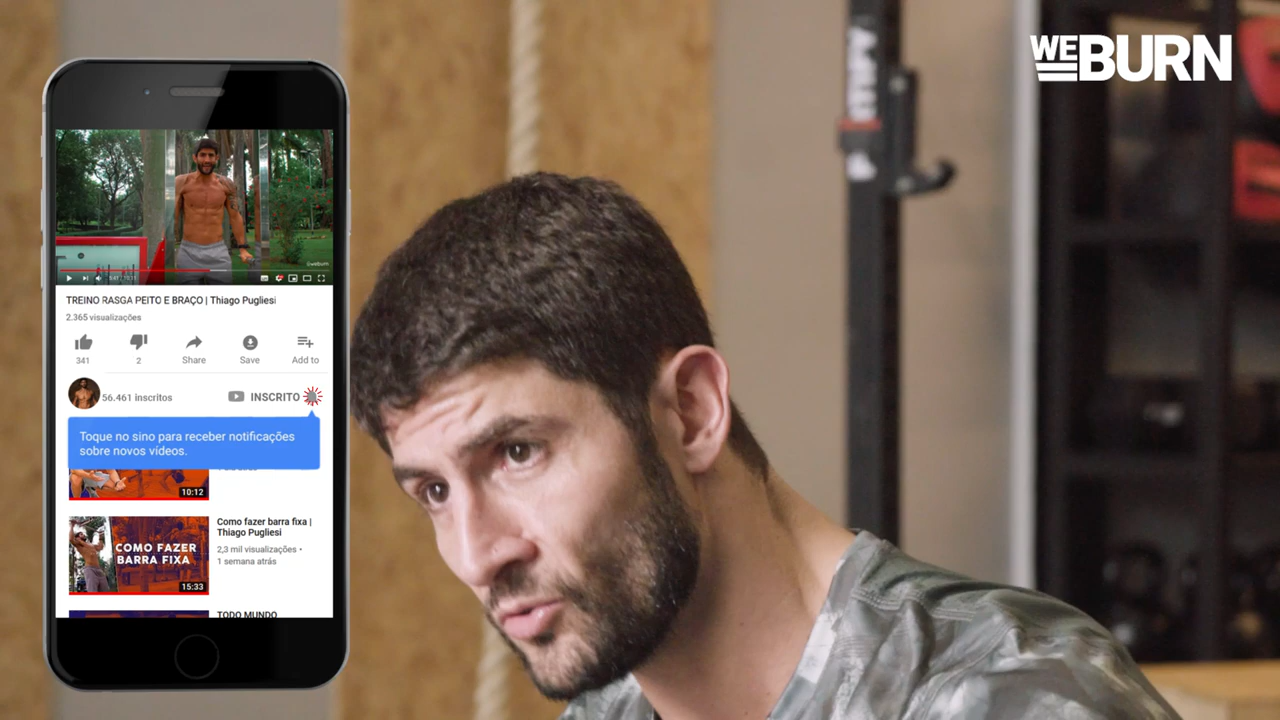 WEBURN
@weburn
TREINO RASGA PEITO E BRAÇO | Thiago Pugliesi
2.365 visualizações
341
2
Share
Save
Add to
56.461 inscritos
INSCRITO
Toque no sino para receber notificações
sobre novos vídeos.
10:12
Como fazer barra fixa |
Thiago Pugliesi
2,3 mil visualizações •
1 semana atrás
COMO FAZER
BARRA FIXA
15:33
TODO MUNDO